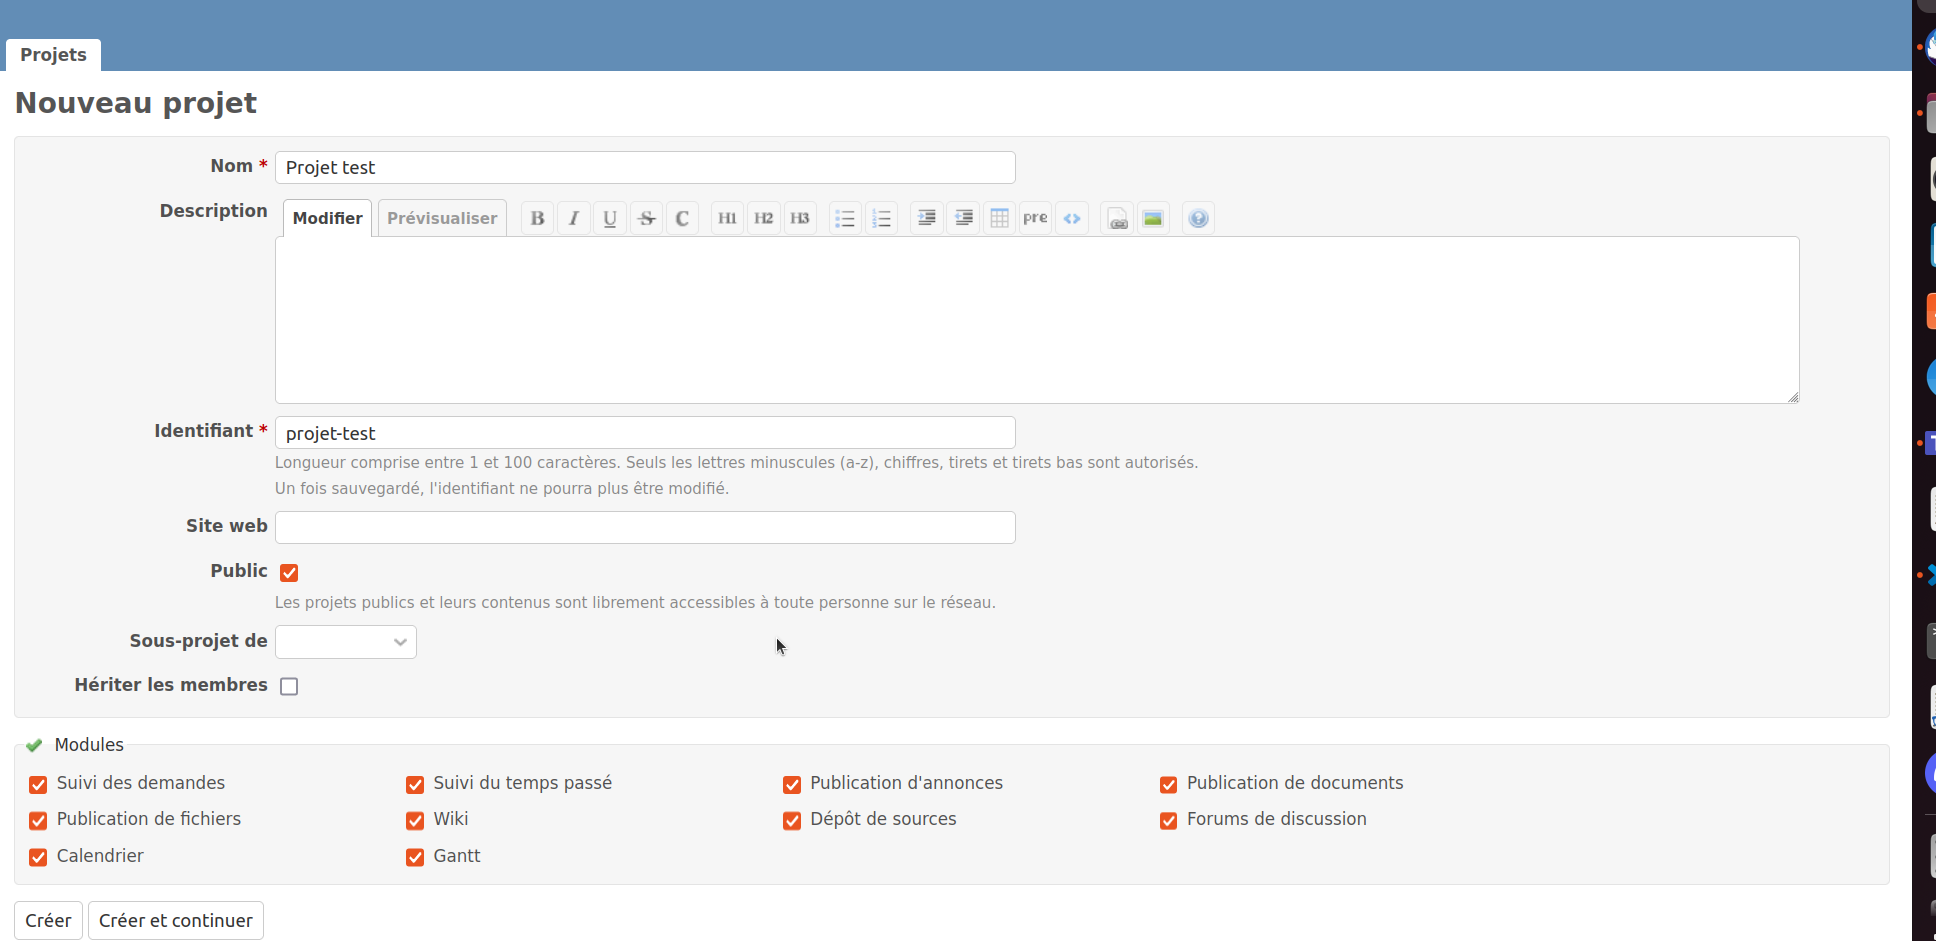 Projets
Nouveau projet
Nom * Projet test
Description Modifier Prévisualiser B I U S C H1 H2 H3 pre <> ?
Identifiant * projet-test
Longueur comprise entre 1 et 100 caractères. Seuls les lettres minuscules (a-z), chiffres, tirets et tirets bas sont autorisés.
Un fois sauvegardé, l'identifiant ne pourra plus être modifié.
Site web
Public
Les projets publics et leurs contenus sont librement accessibles à toute personne sur le réseau.
Sous-projet de
Hériter les membres
Modules
Suivi des demandes Suivi du temps passé Publication d'annonces Publication de documents
Publication de fichiers Wiki Dépôt de sources Forums de discussion
Calendrier Gantt
Créer Créer et continuer